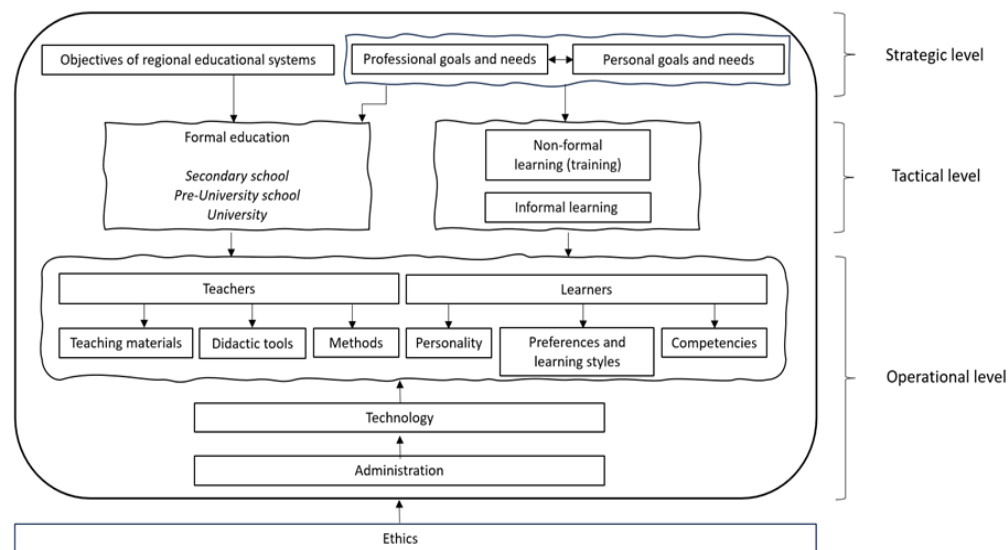 Strategic level
Objectives of regional educational systems
Professional goals and needs
Personal goals and needs
Tactical level
Formal education
Secondary school
Pre-University school
University
Non-formal
learning (training)
Informal learning
Operational level
Teachers
Learners
Teaching materials
Didactic tools
Methods
Personality
Preferences and
learning styles
Competencies
Technology
Administration
Ethics